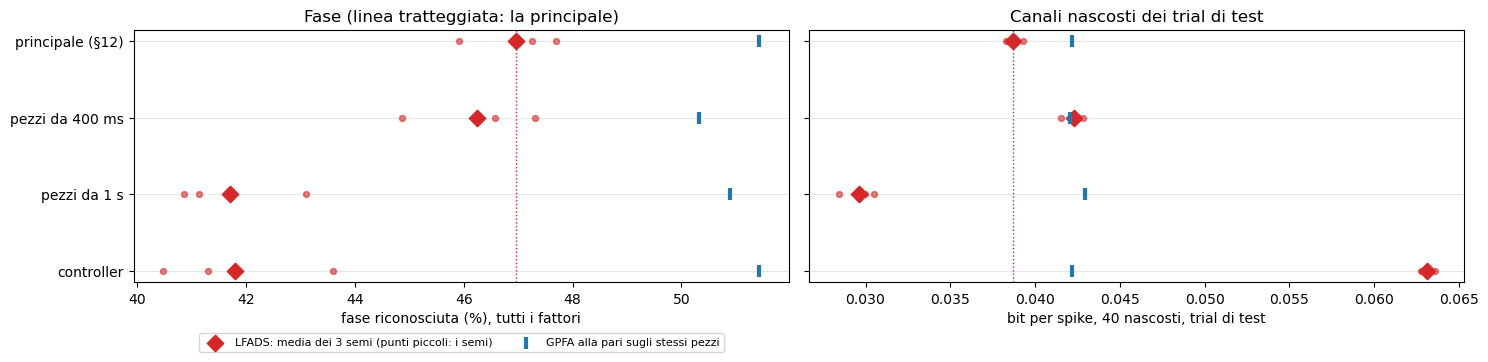 Fase (linea tratteggiata: la principale)
Canali nascosti dei trial di test
principale (§12)
pezzi da 400 ms
pezzi da 1 s
controller
40 42 44 46 48 50
0.030 0.035 0.040 0.045 0.050 0.055 0.060 0.065
fase riconosciuta (%), tutti i fattori
bit per spike, 40 nascosti, trial di test
LFADS: media dei 3 semi (punti piccoli: i semi)
GPFA alla pari sugli stessi pezzi